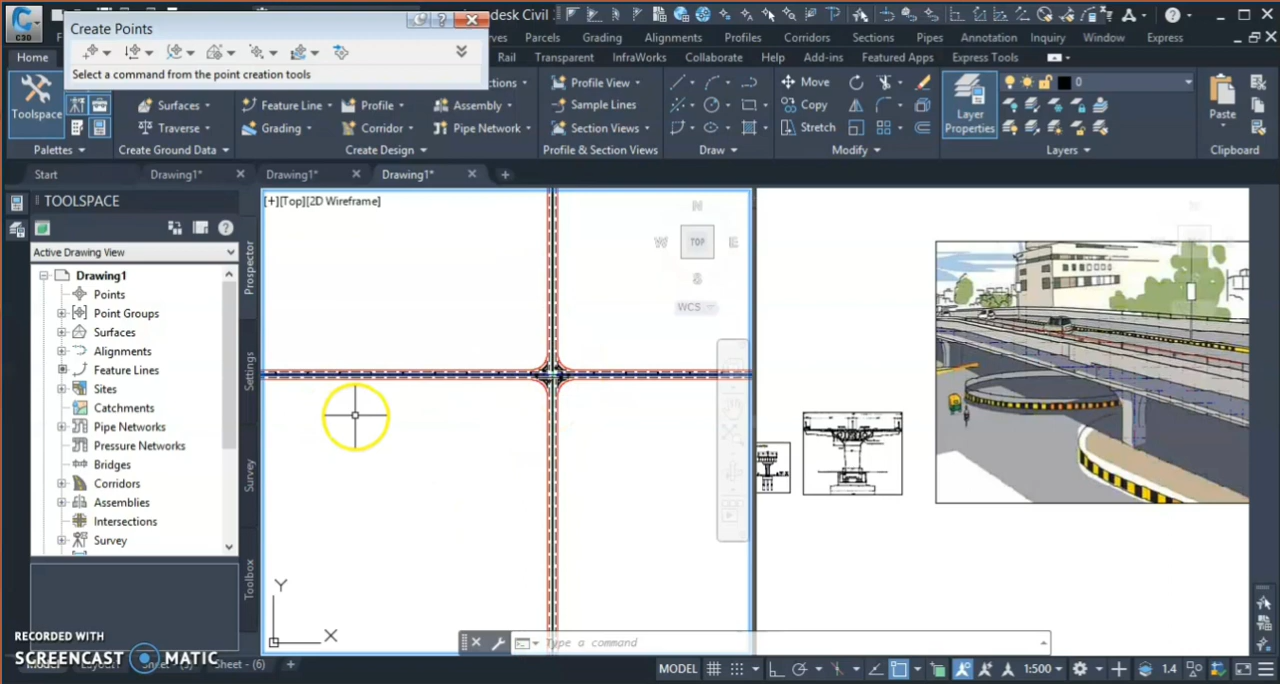 Create Points
Select a command from the point creation tools
C3D
desk Civil
Parcels
Grading
Alignments
Profiles
Corridors
Sections
Pipes
Annotation
Inquiry
Window
Express
Home
Rail
Transparent
InfraWorks
Collaborate
Help
Add-ins
Featured Apps
Express Tools
Toolspace
Palettes
Surfaces
Traverse
Create Ground Data
Feature Line
Grading
Profile
Corridor
Assembly
Pipe Network
Create Design
Profile View
Sample Lines
Section Views
Profile & Section Views
Draw
Move
Copy
Stretch
Modify
Layer
Properties
0
Layers
Paste
Clipboard
Start
Drawing1*
Drawing1*
Drawing1*
TOOLSPACE
Active Drawing View
Drawing1
Points
Point Groups
Surfaces
Alignments
Feature Lines
Sites
Catchments
Pipe Networks
Pressure Networks
Bridges
Corridors
Assemblies
Intersections
Survey
Prospector
Settings
Survey
Toolbox
[+][Top][2D Wireframe]
N
W
TOP
E
S
WCS
Y
X
Type a command
RECORDED WITH
SCREENCAST MATIC
Sheet - (6)
MODEL
1:500
1.4